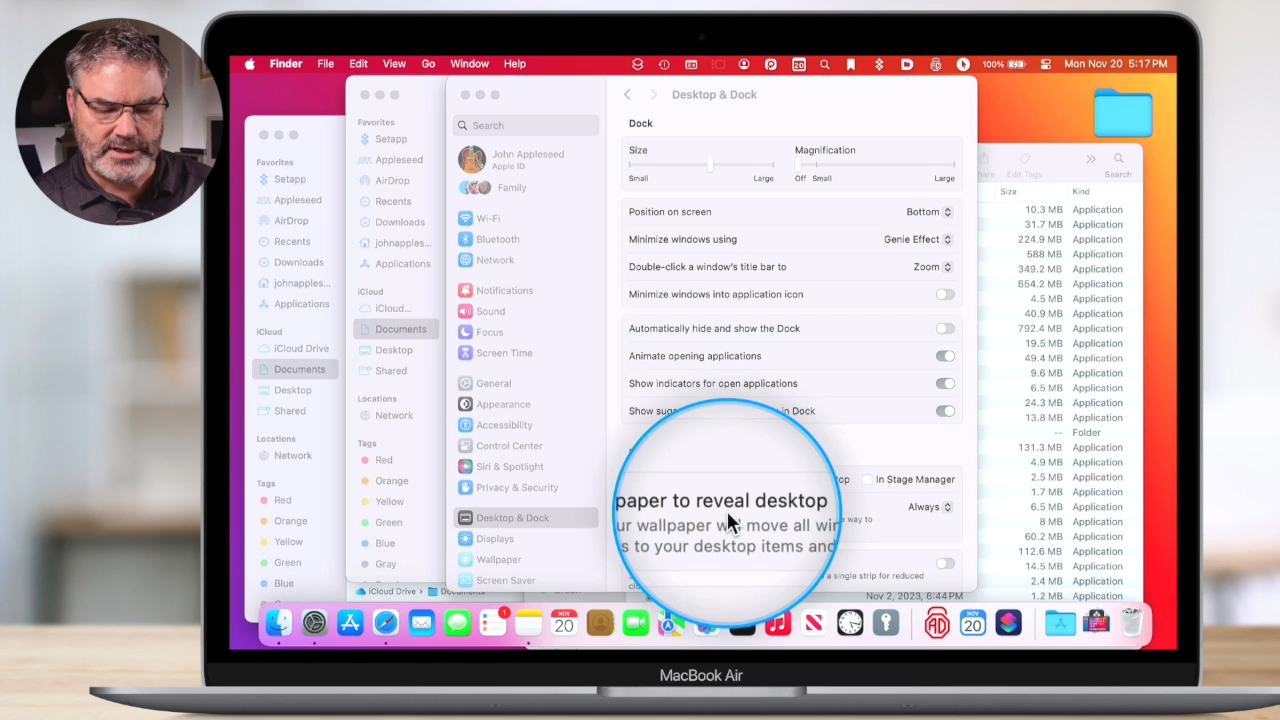 Finder File Edit View Go Window Help
20
100%
Mon Nov 20 5:17 PM
Favorites
Setapp
Appleseed
AirDrop
Recents
Downloads
johnapples...
Applications
iCloud
iCloud Drive
Documents
Desktop
Shared
Locations
Network
Tags
Red
Orange
Yellow
Green
Blue
Favorites
Setapp
Appleseed
AirDrop
Recents
Downloads
johnapples...
Applications
iCloud
iCloud...
Documents
Desktop
Shared
Locations
Network
Tags
Red
Orange
Yellow
Green
Blue
Gray
iCloud Drive
Search
John Appleseed
Apple ID
Family
Wi-Fi
Bluetooth
Network
Notifications
Sound
Focus
Screen Time
General
Appearance
Accessibility
Control Center
Siri & Spotlight
Privacy & Security
Desktop & Dock
Displays
Wallpaper
Screen Saver
Desktop & Dock
Dock
Size
Small Large
Magnification
Off Small Large
Position on screen Bottom
Minimize windows using Genie Effect
Double-click a window's title bar to Zoom
Minimize windows into application icon
Automatically hide and show the Dock
Animate opening applications
Show indicators for open applications
in Dock
In Stage Manager
paper to reveal desktop
move all
to your desktop items and
Always
way to
a single strip for reduced
Nov 2, 2023, 6:44 PM
Edit Tags
Search
Size Kind
10.3 MB Application
31.7 MB Application
224.9 MB Application
588 MB Application
349.2 MB Application
654.2 MB Application
4.5 MB Application
40.9 MB Application
792.4 MB Application
19.5 MB Application
49.4 MB Application
9.6 MB Application
6.5 MB Application
24.3 MB Application
13.8 MB Application
-- Folder
131.3 MB Application
4.9 MB Application
2.5 MB Application
1.7 MB Application
6.5 MB Application
8 MB Application
60.2 MB Application
112.6 MB Application
14.5 MB Application
2.4 MB Application
1.2 MB Application
1
NOV
20
NOV
20
MacBook Air